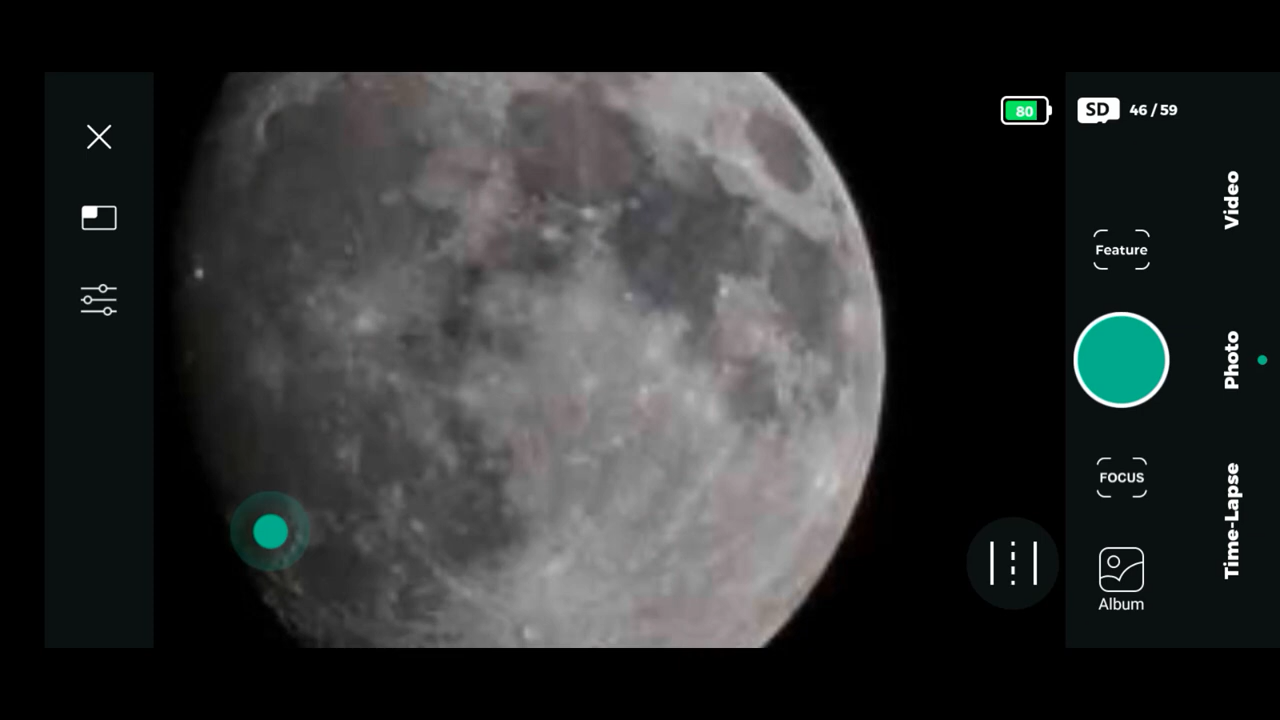 80
SD 46 / 59
Video
Feature
Photo
FOCUS
Time-Lapse
Album